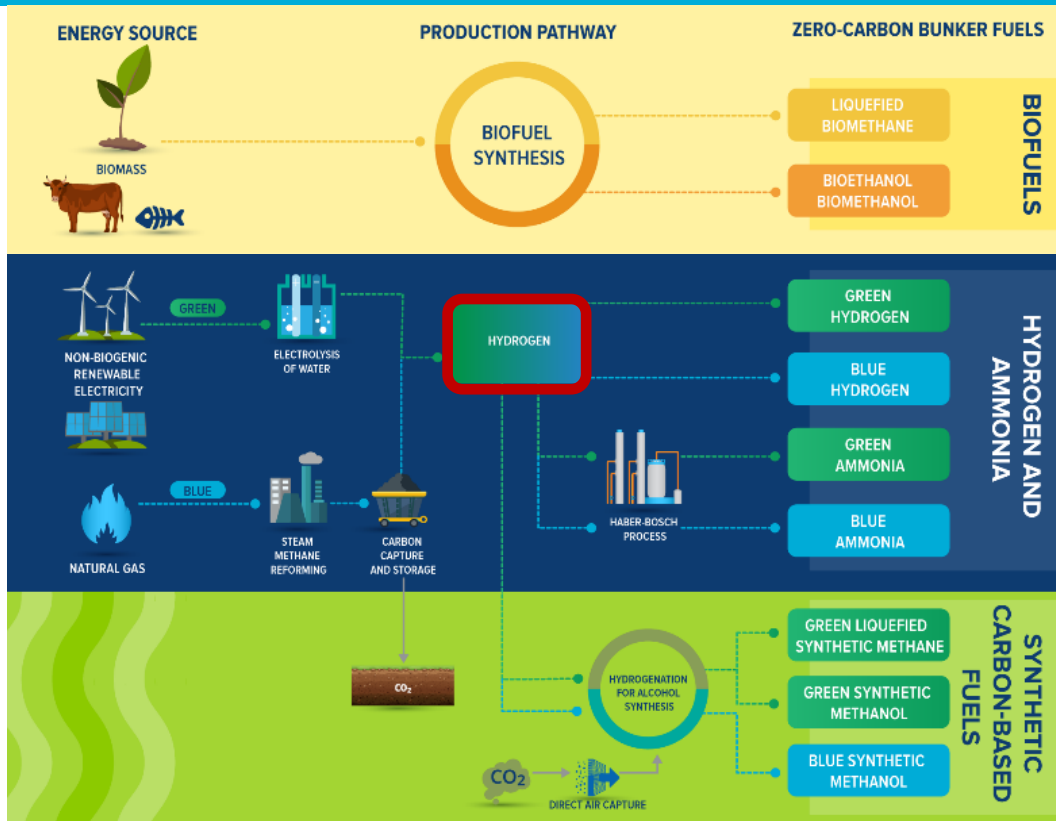 ENERGY SOURCE
PRODUCTION PATHWAY
ZERO-CARBON BUNKER FUELS
BIOMASS
BIOFUEL
SYNTHESIS
LIQUEFIED
BIOMETHANE
BIOETHANOL
BIOMETHANOL
BIOFUELS
NON-BIOGENIC
RENEWABLE
ELECTRICITY
GREEN
ELECTROLYSIS
OF WATER
HYDROGEN
GREEN
HYDROGEN
BLUE
HYDROGEN
NATURAL GAS
BLUE
STEAM
METHANE
REFORMING
CARBON
CAPTURE
AND STORAGE
HABER-BOSCH
PROCESS
GREEN
AMMONIA
BLUE
AMMONIA
HYDROGEN AND
AMMONIA
CO₂
HYDROGENATION
FOR ALCOHOL
SYNTHESIS
CO₂
DIRECT AIR CAPTURE
GREEN LIQUEFIED
SYNTHETIC METHANE
GREEN SYNTHETIC
METHANOL
BLUE SYNTHETIC
METHANOL
SYNTHETIC
CARBON-BASED
FUELS